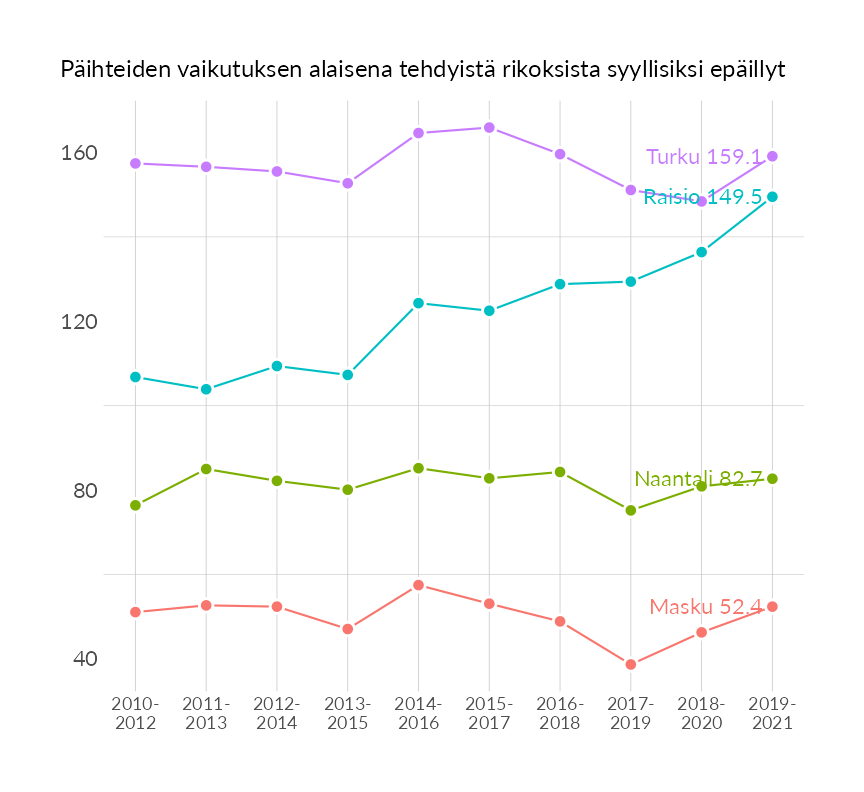 Päihteiden vaikutuksen alaisena tehdyistä rikoksista syyllisiksi epäillyt
160
120
80
40
Turku 159.1
Raisio 149.5
Naantali 82.7
Masku 52.4
2010- 2011- 2012- 2013- 2014- 2015- 2016- 2017- 2018- 2019-
2012 2013 2014 2015 2016 2017 2018 2019 2020 2021